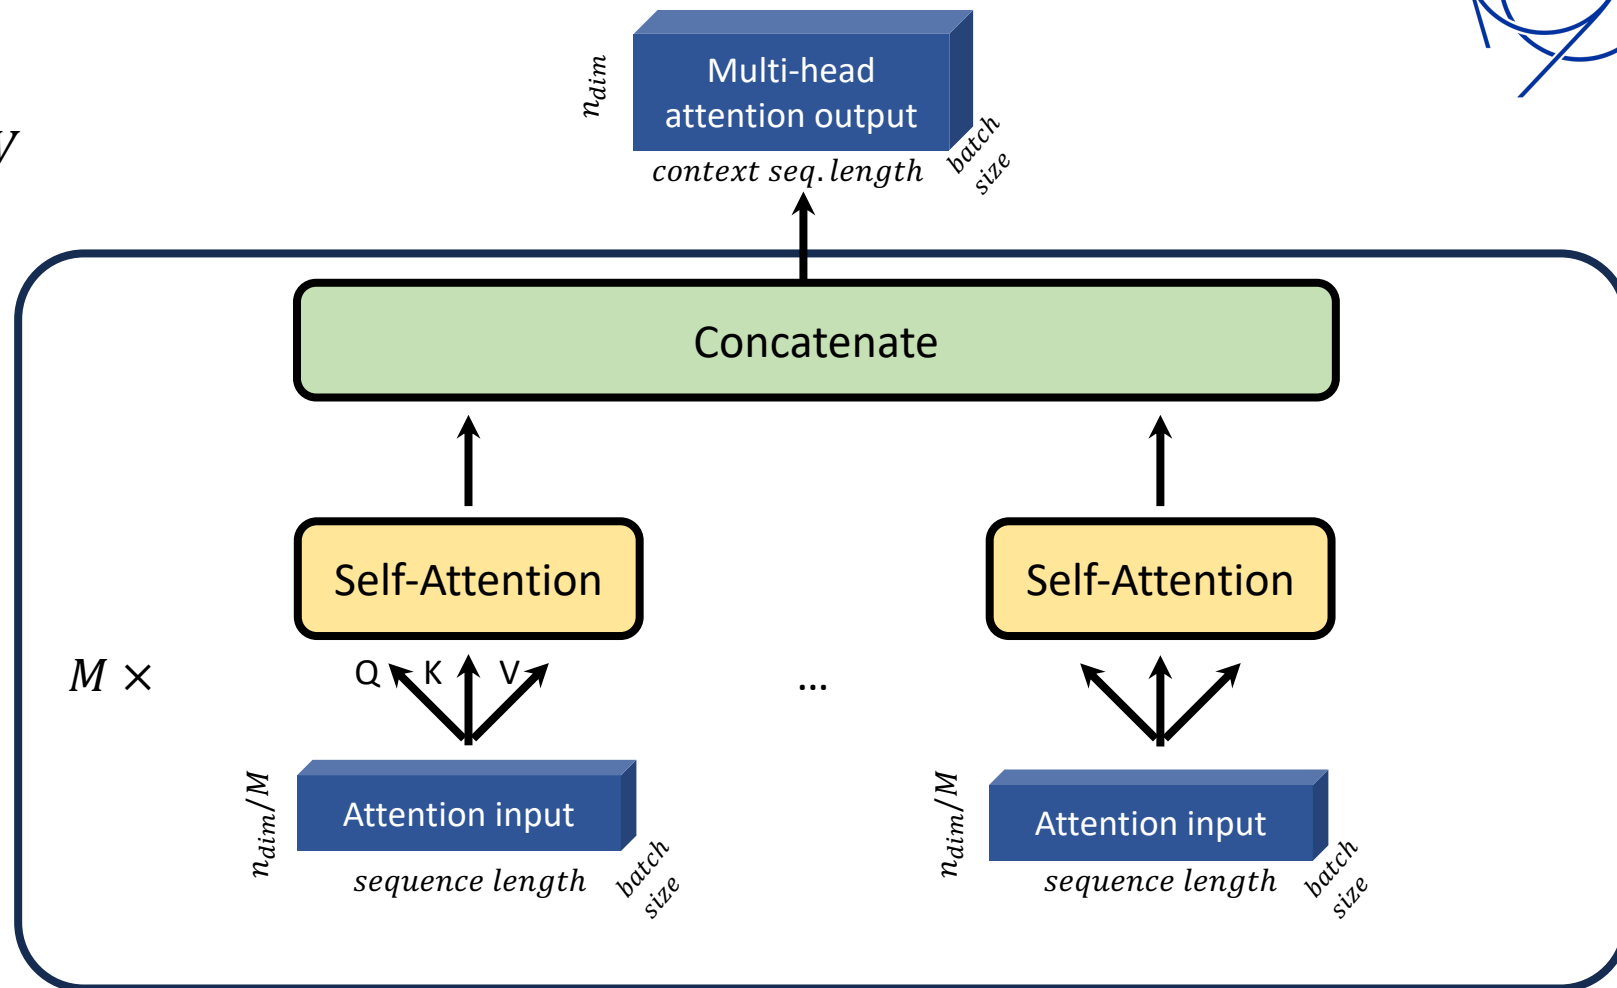 n_dim
Multi-head
attention output
batch
size
context seq. length
Concatenate
Self-Attention
Self-Attention
M ×
Q K V
...
n_dim/M
Attention input
sequence length
batch
size
n_dim/M
Attention input
sequence length
batch
size